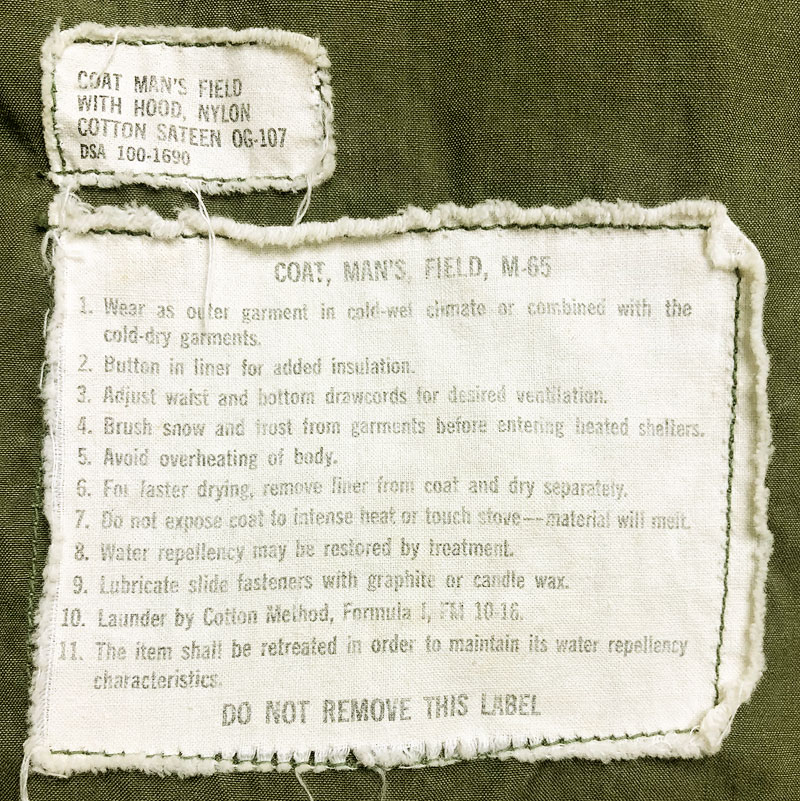 COAT MAN'S FIELD
WITH HOOD, NYLON
COTTON SATEEN OG-107
DSA 100-1690
COAT, MAN'S, FIELD, M-65
1. Wear as outer garment in cold-wet climate or combined with the
cold-dry garments.
2. Button in liner for added insulation.
3. Adjust waist and bottom drawcords for desired ventilation.
4. Brush snow and frost from garments before entering heated shelters.
5. Avoid overheating of body.
6. For faster drying, remove liner from coat and dry separately.
7. Do not expose coat to intense heat or touch stove--material will melt.
8. Water repellency may be restored by treatment.
9. Lubricate slide fasteners with graphite or candle wax.
10. Launder by Cotton Method, Formula I, FM 10-16.
11. The item shall be retreated in order to maintain its water repellency
characteristics.
DO NOT REMOVE THIS LABEL